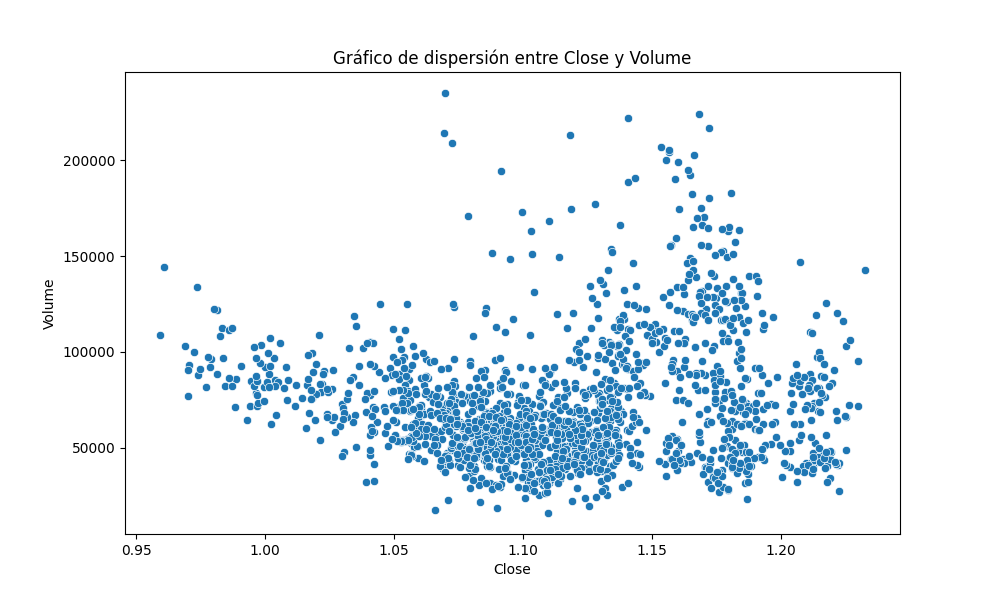 Gráfico de dispersión entre Close y Volume
Volume
200000
150000
100000
50000
0.95 1.00 1.05 1.10 1.15 1.20
Close